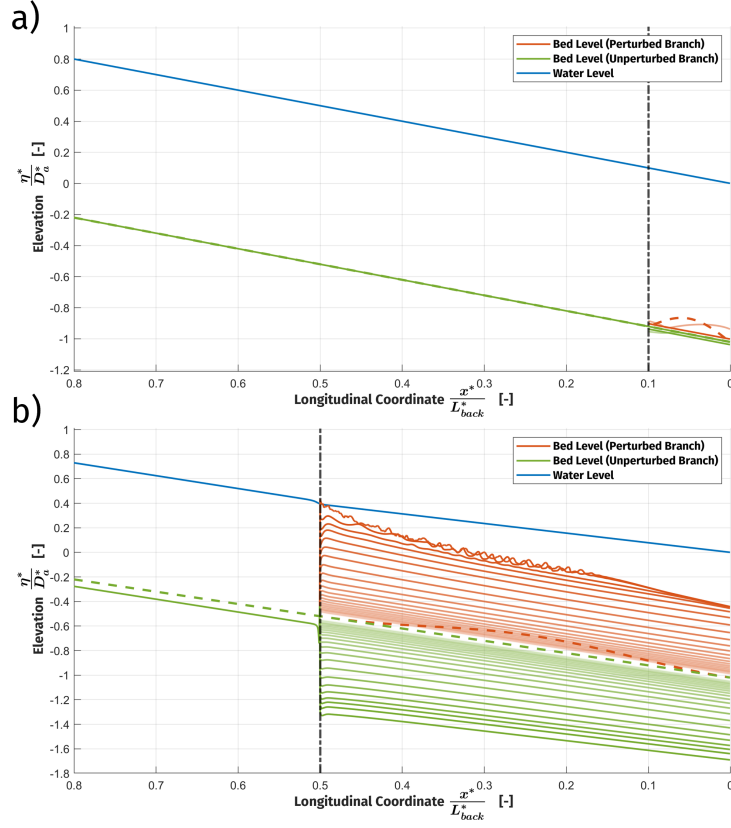 a)
1
0.8
0.6
0.4
0.2
0
-0.2
-0.4
-0.6
-0.8
-1
-1.2
Elevation η*/D*a [-]
Bed Level (Perturbed Branch)
Bed Level (Unperturbed Branch)
Water Level
0.8 0.7 0.6 0.5 0.4 0.3 0.2 0.1 0
Longitudinal Coordinate x*/L*back [-]
b)
1
0.8
0.6
0.4
0.2
0
-0.2
-0.4
-0.6
-0.8
-1
-1.2
-1.4
-1.6
-1.8
Elevation η*/D*a [-]
Bed Level (Perturbed Branch)
Bed Level (Unperturbed Branch)
Water Level
0.8 0.7 0.6 0.5 0.4 0.3 0.2 0.1 0
Longitudinal Coordinate x*/L*back [-]